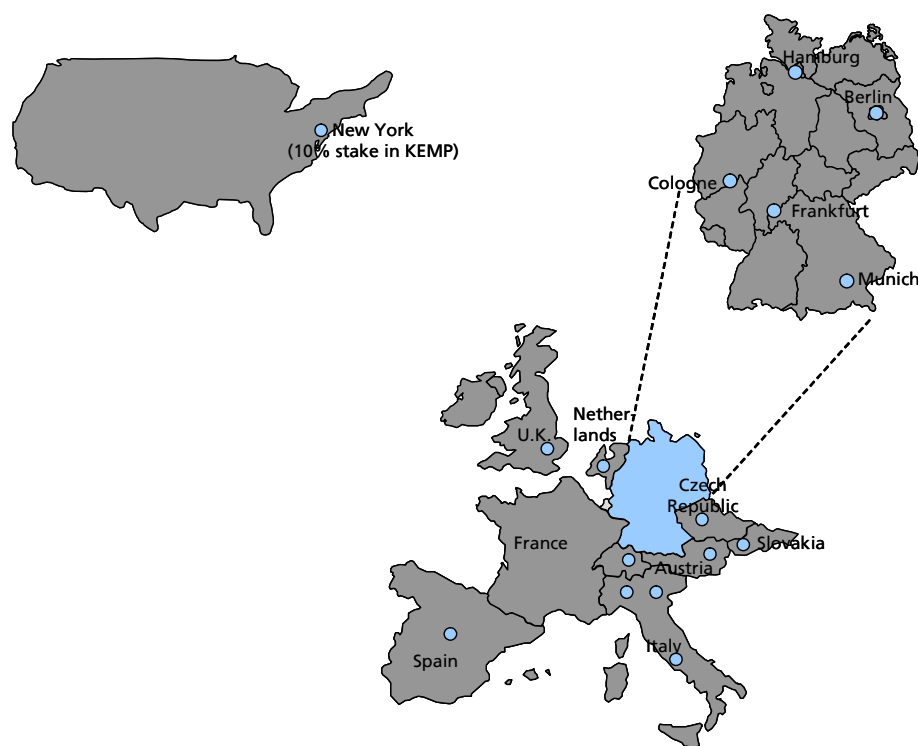 Hamburg
Berlin
New York
(10% stake in KEMP)
Cologne
Frankfurt
Munich
Nether-
lands
U.K.
Czech
Republic
France
Slovakia
Austria
Italy
Spain